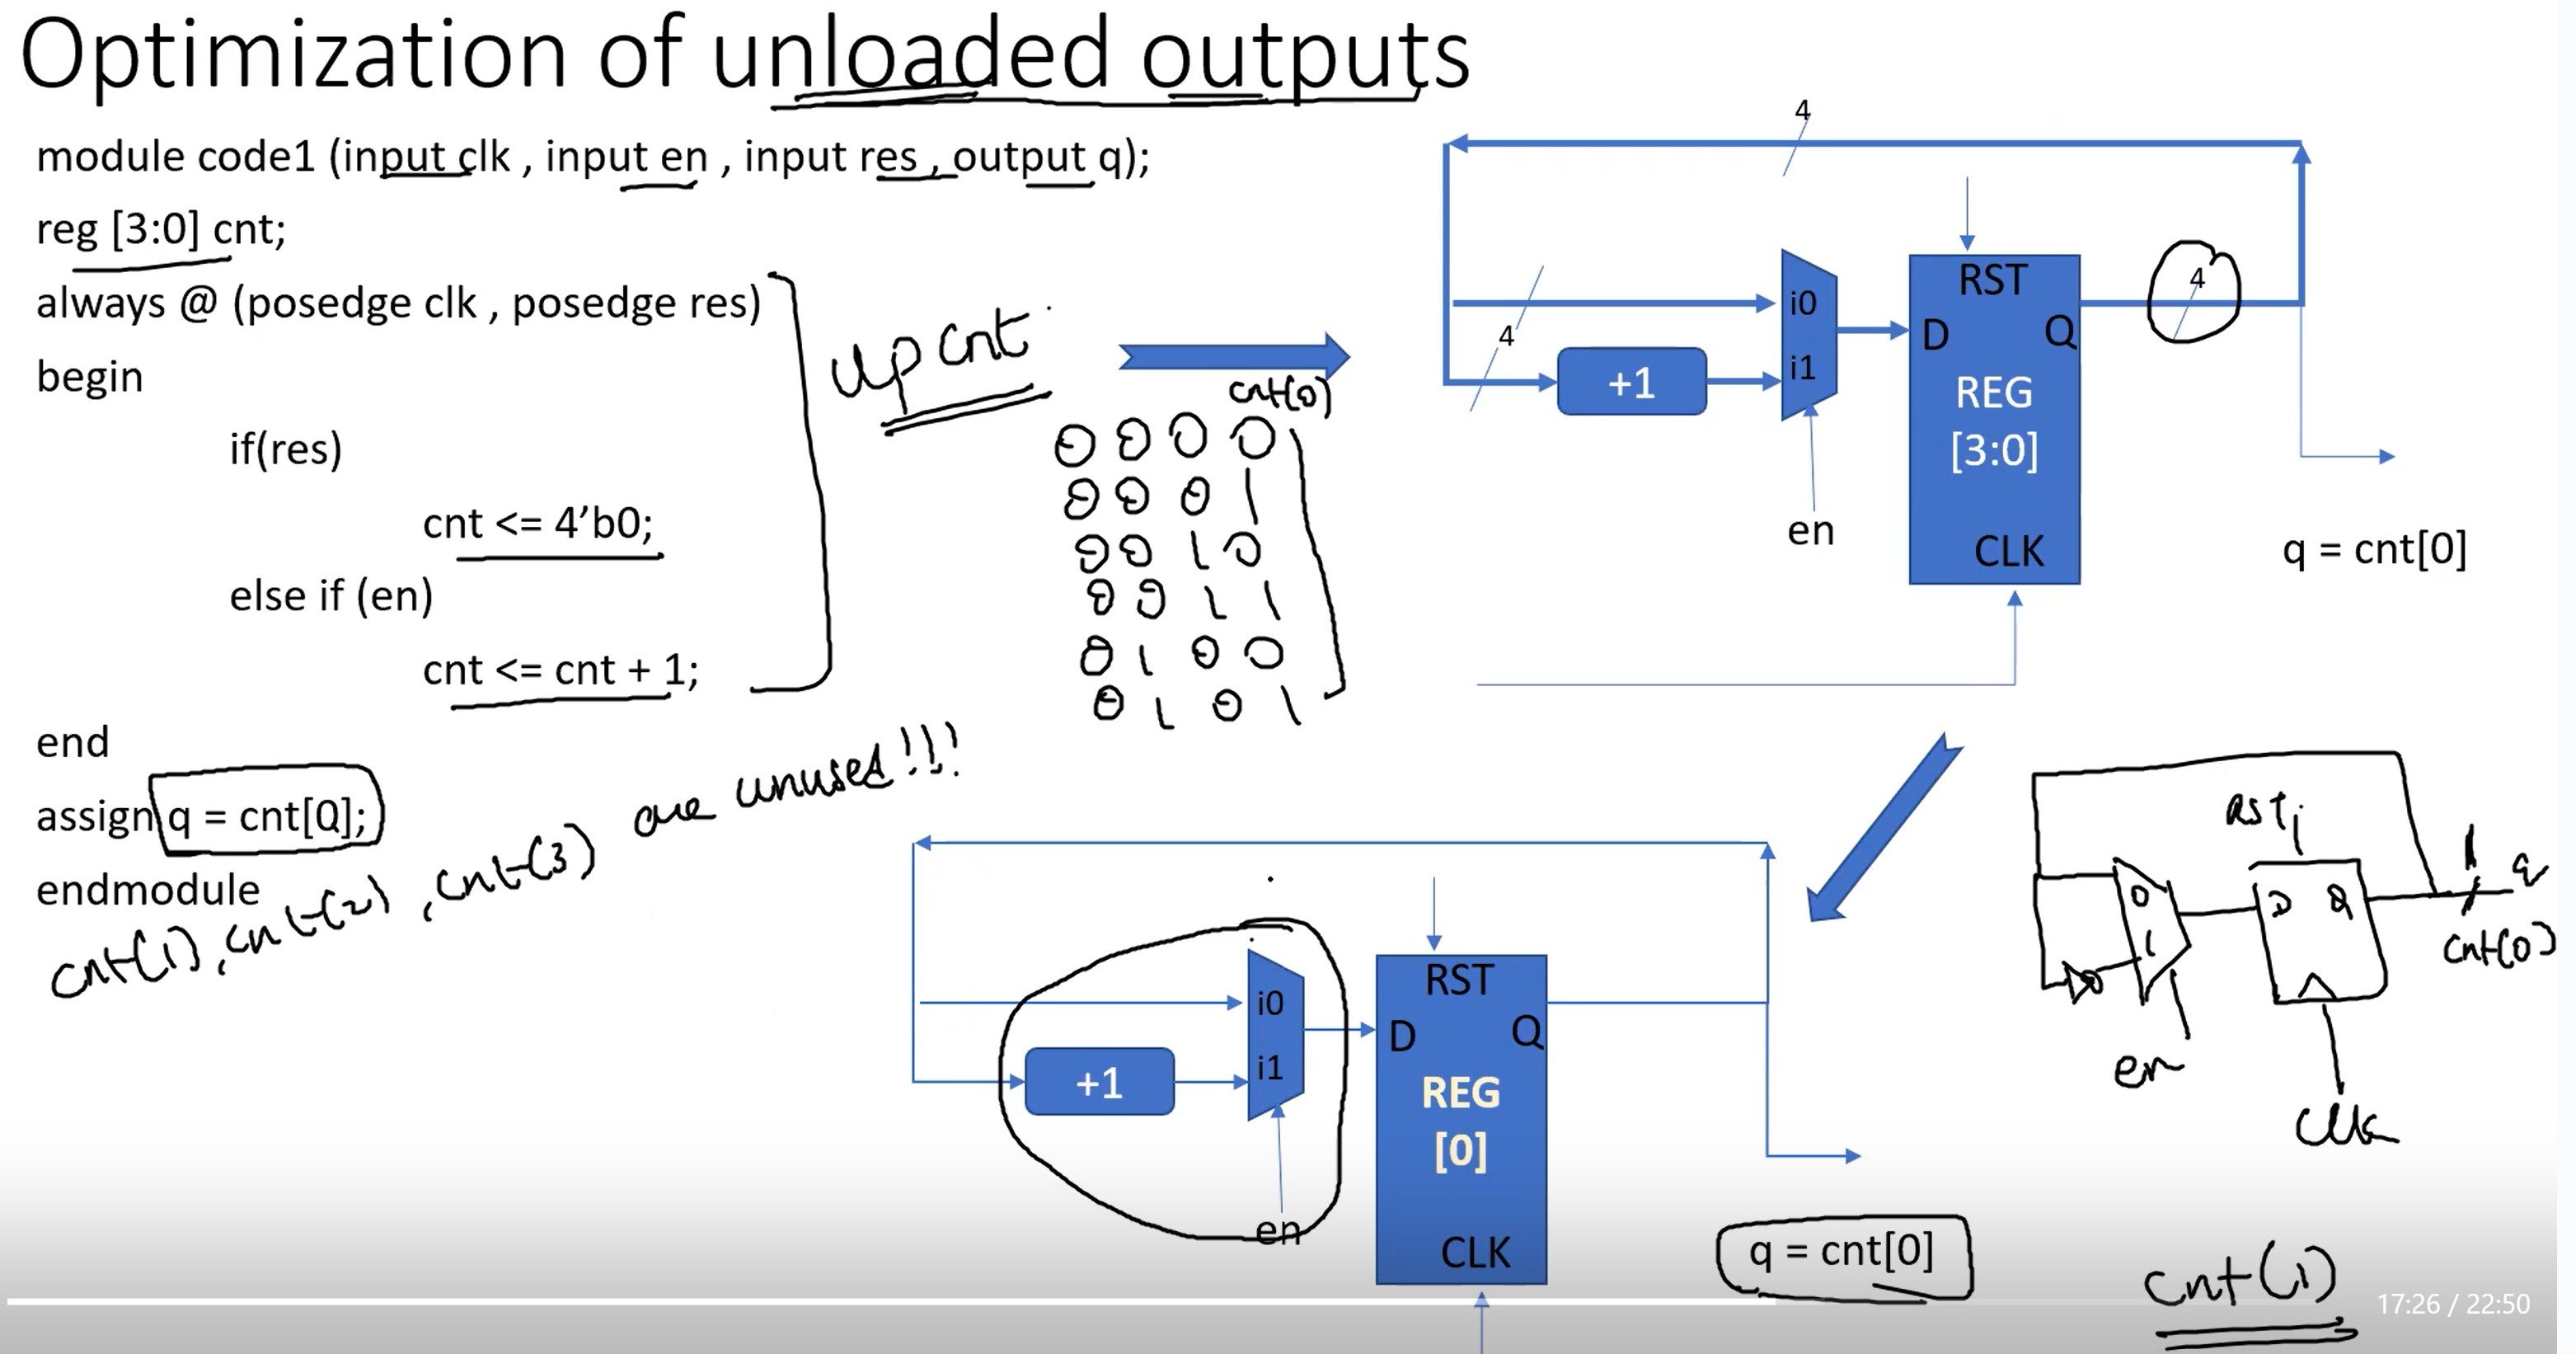 Optimization of unloaded outputs
module code1 (input clk , input en , input res , output q);
reg [3:0] cnt;
always @ (posedge clk , posedge res)
begin
if(res)
cnt <= 4’b0;
else if (en)
cnt <= cnt + 1;
end
assign q = cnt[Q];
endmodule
cnt(1), cnt(2), cnt(3) are unused!!!
up cnt
cnt(0)
0 0 0 0
0 0 0 1
0 0 1 0
0 0 1 1
0 1 0 0
0 1 0 1
4
4
4
+1
i0
i1
en
RST
D
Q
REG
[3:0]
CLK
q = cnt[0]
+1
i0
i1
en
RST
D
Q
REG
[0]
CLK
q = cnt[0]
RST
0
1
en
D
Q
clk
1
q
cnt(0)
cnt(1)
17:26 / 22:50